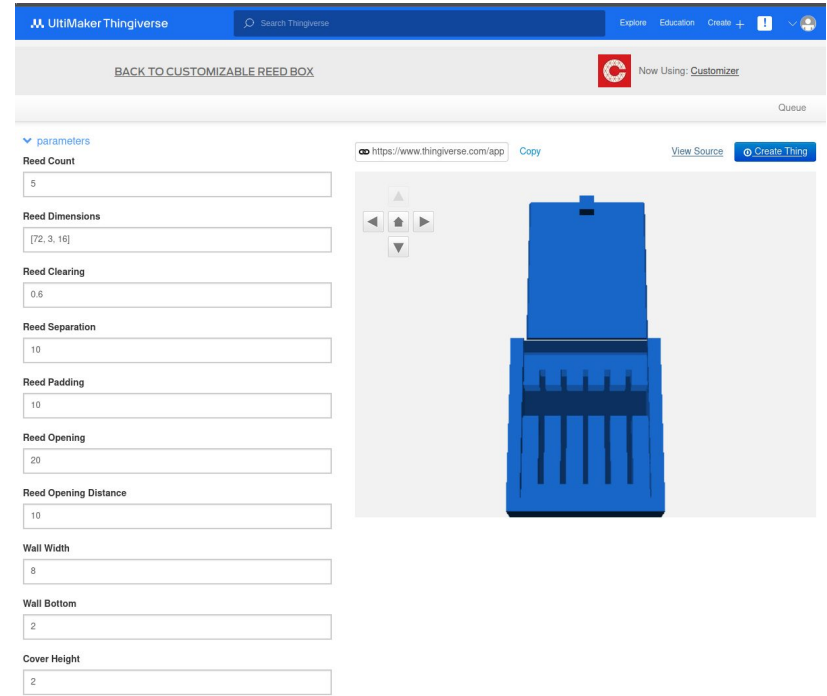 UltiMaker Thingiverse
Search Thingiverse
Explore Education Create + !
BACK TO CUSTOMIZABLE REED BOX
Now Using: Customizer
Queue
parameters
Reed Count
5
Reed Dimensions
[72, 3, 16]
Reed Clearing
0.6
Reed Separation
10
Reed Padding
10
Reed Opening
20
Reed Opening Distance
10
Wall Width
8
Wall Bottom
2
Cover Height
2
https://www.thingiverse.com/app
Copy
View Source
Create Thing